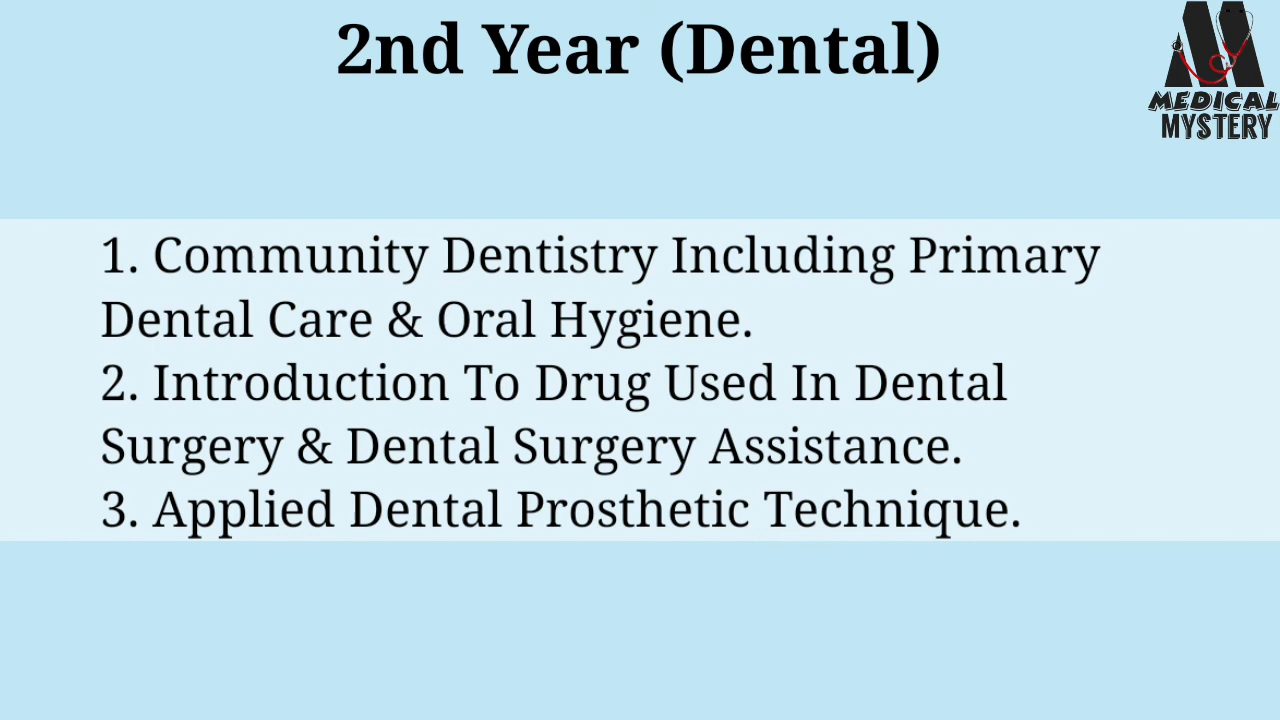 2nd Year (Dental)
MEDICAL
MYSTERY
1. Community Dentistry Including Primary
Dental Care & Oral Hygiene.
2. Introduction To Drug Used In Dental
Surgery & Dental Surgery Assistance.
3. Applied Dental Prosthetic Technique.